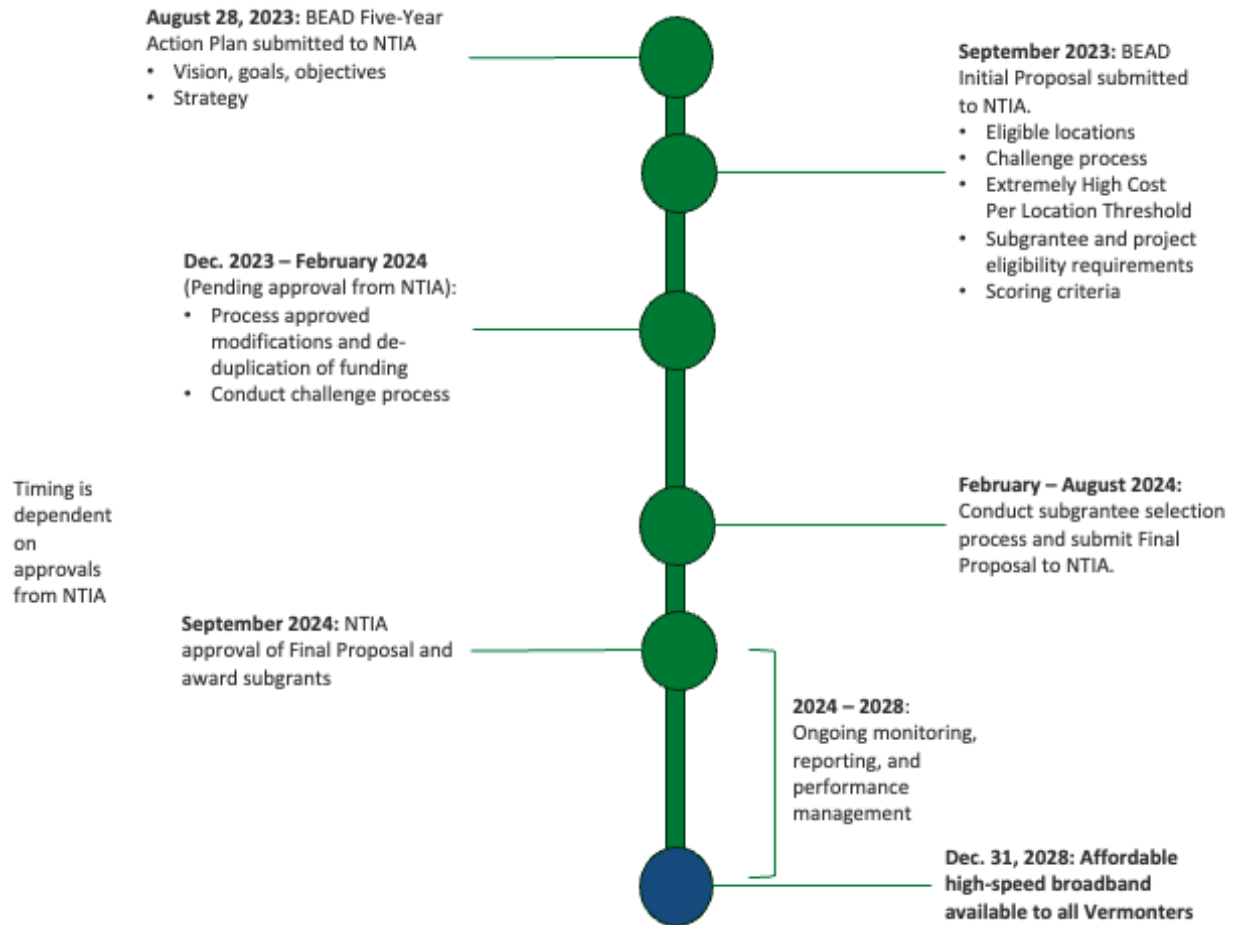 August 28, 2023: BEAD Five-Year
Action Plan submitted to NTIA
• Vision, goals, objectives
• Strategy
September 2023: BEAD
Initial Proposal submitted
to NTIA.
• Eligible locations
• Challenge process
• Extremely High Cost
Per Location Threshold
• Subgrantee and project
eligibility requirements
• Scoring criteria
Dec. 2023 – February 2024
(Pending approval from NTIA):
• Process approved
modifications and de-
duplication of funding
• Conduct challenge process
Timing is
dependent
on
approvals
from NTIA
February – August 2024:
Conduct subgrantee selection
process and submit Final
Proposal to NTIA.
September 2024: NTIA
approval of Final Proposal and
award subgrants
2024 – 2028:
Ongoing monitoring,
reporting, and
performance
management
Dec. 31, 2028: Affordable
high-speed broadband
available to all Vermonters